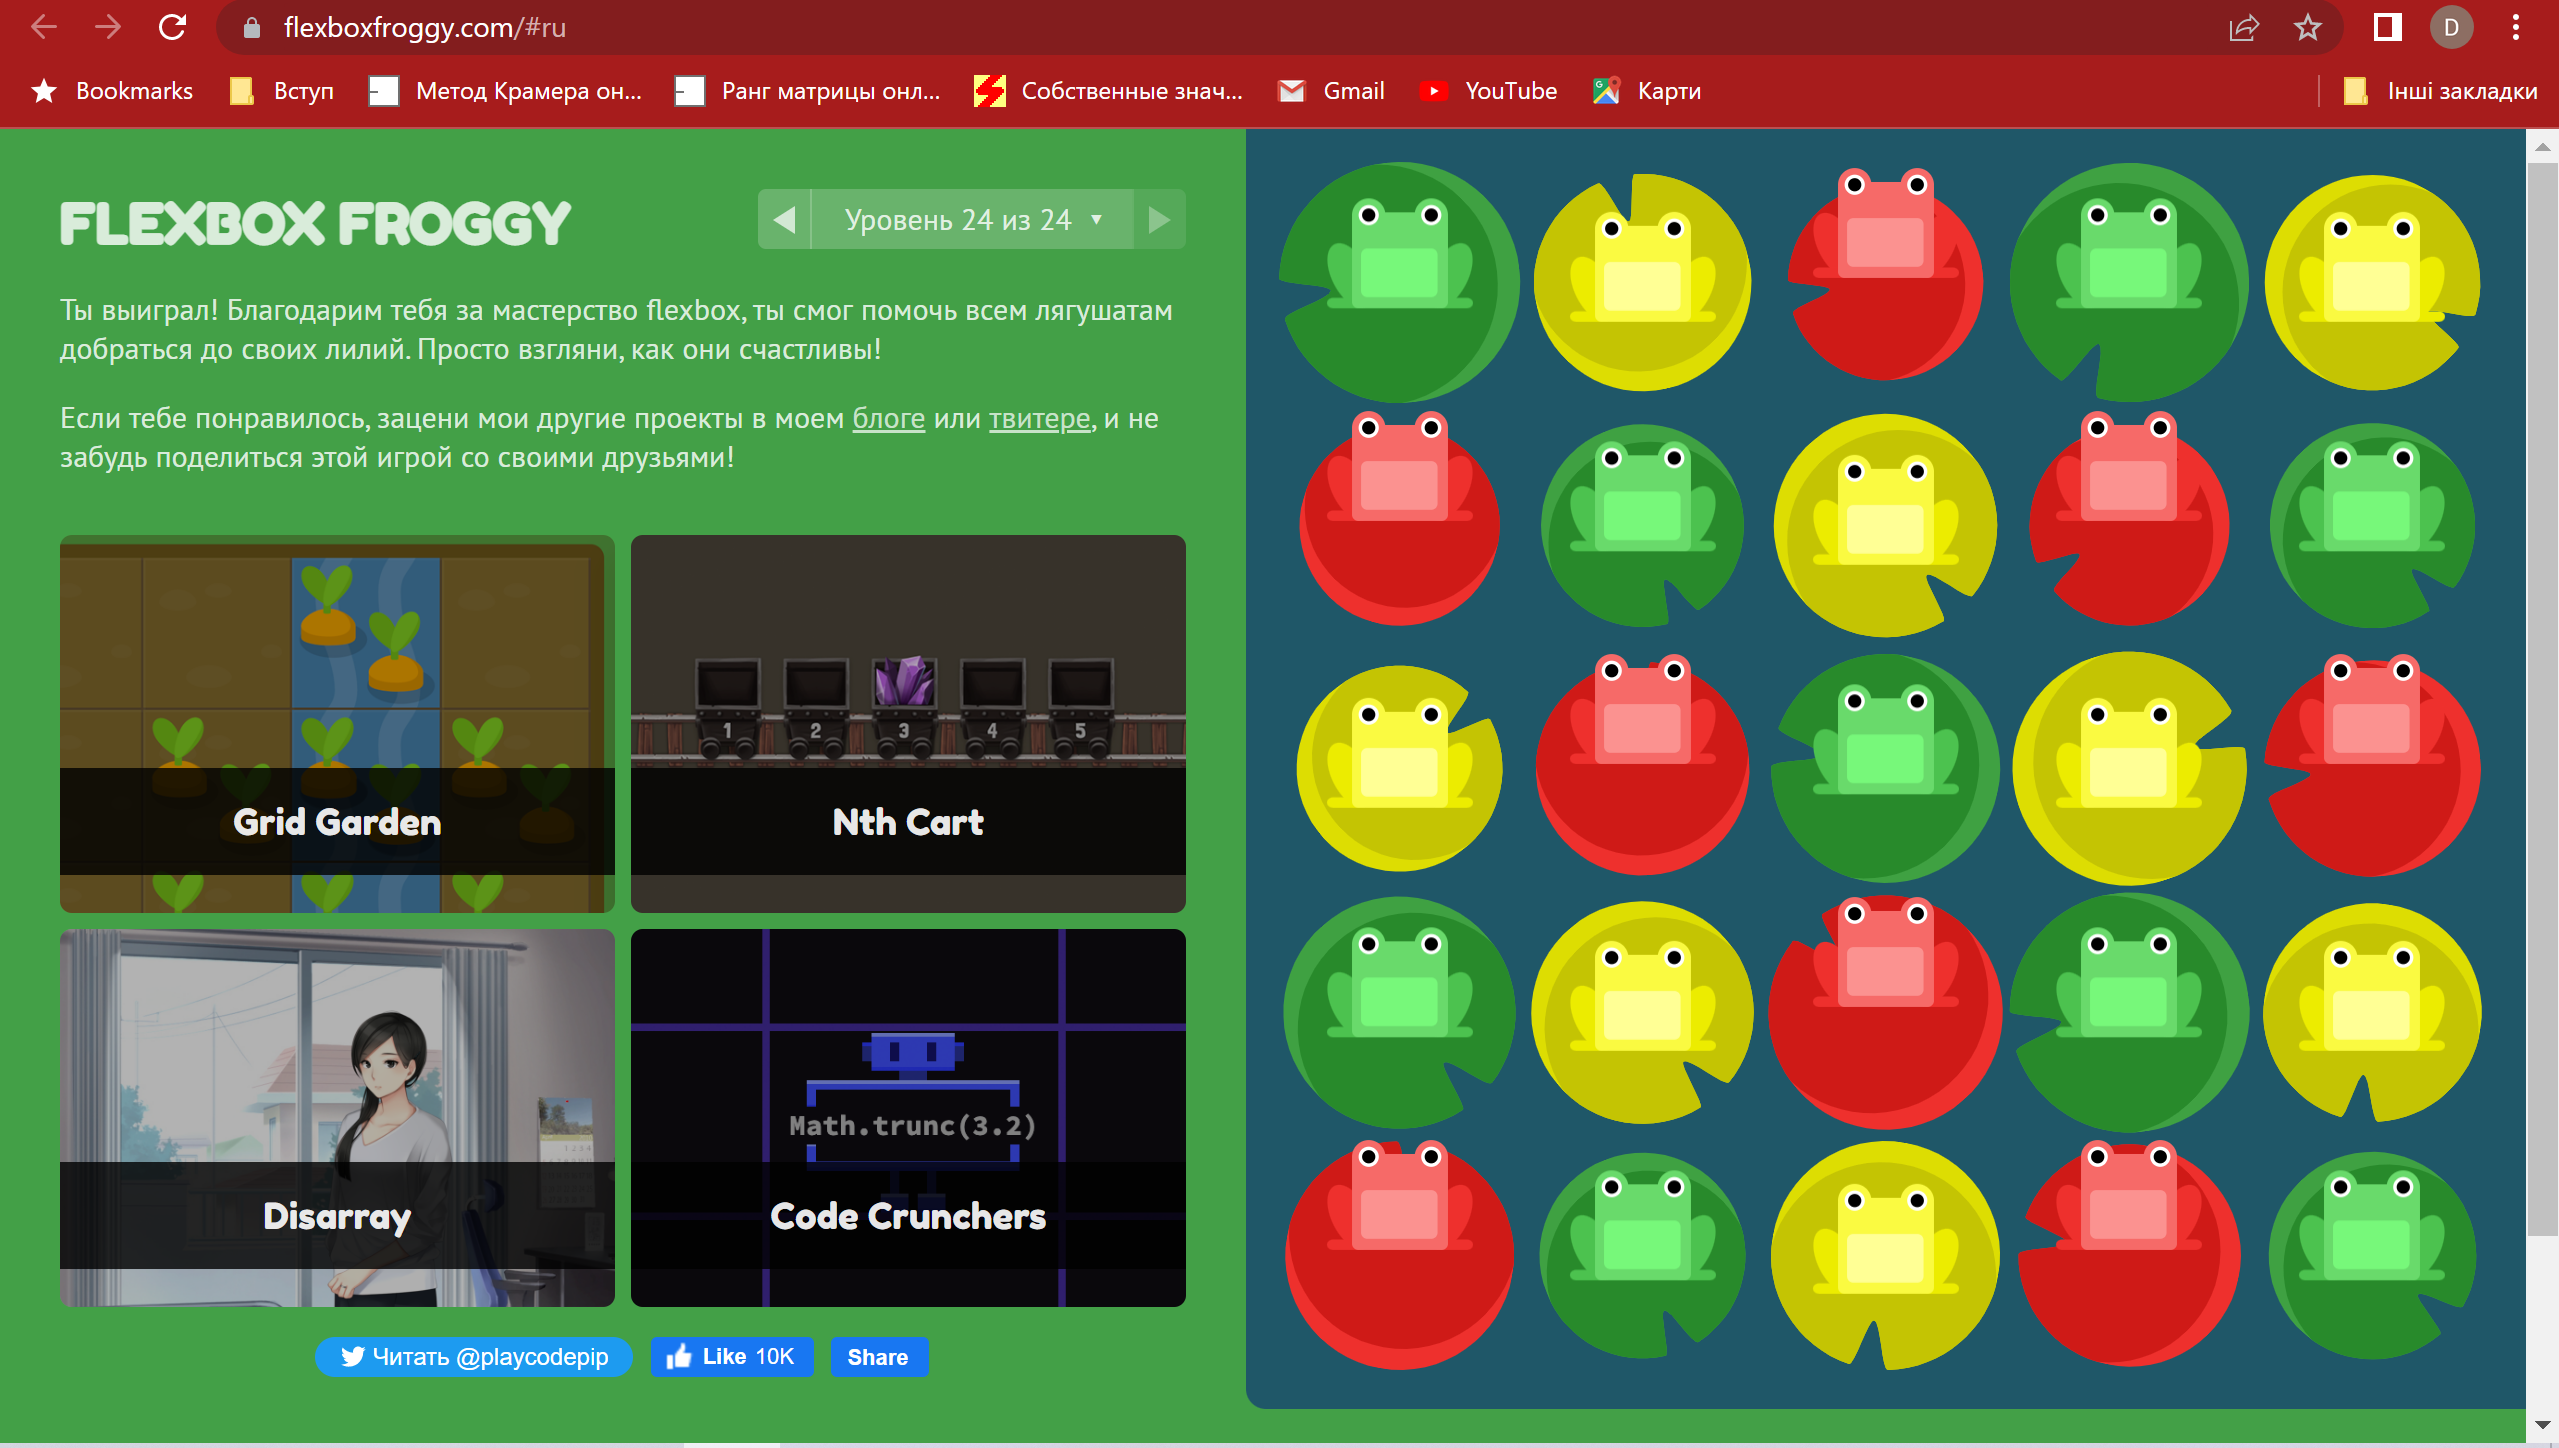 flexboxfroggy.com/#ru
D
Bookmarks
Вступ
Метод Крамера он...
Ранг матрицы онл...
Собственные знач...
Gmail
YouTube
Карти
Інші закладки
FLEXBOX FROGGY
Уровень 24 из 24
Ты выиграл! Благодарим тебя за мастерство flexbox, ты смог помочь всем лягушатам
добраться до своих лилий. Просто взгляни, как они счастливы!
Если тебе понравилось, зацени мои другие проекты в моем блоге или твитере, и не
забудь поделиться этой игрой со своими друзьями!
1 2 3 4 5
Grid Garden
Nth Cart
Math.trunc(3.2)
Disarray
Code Crunchers
Читать @playcodepip
Like 10K
Share